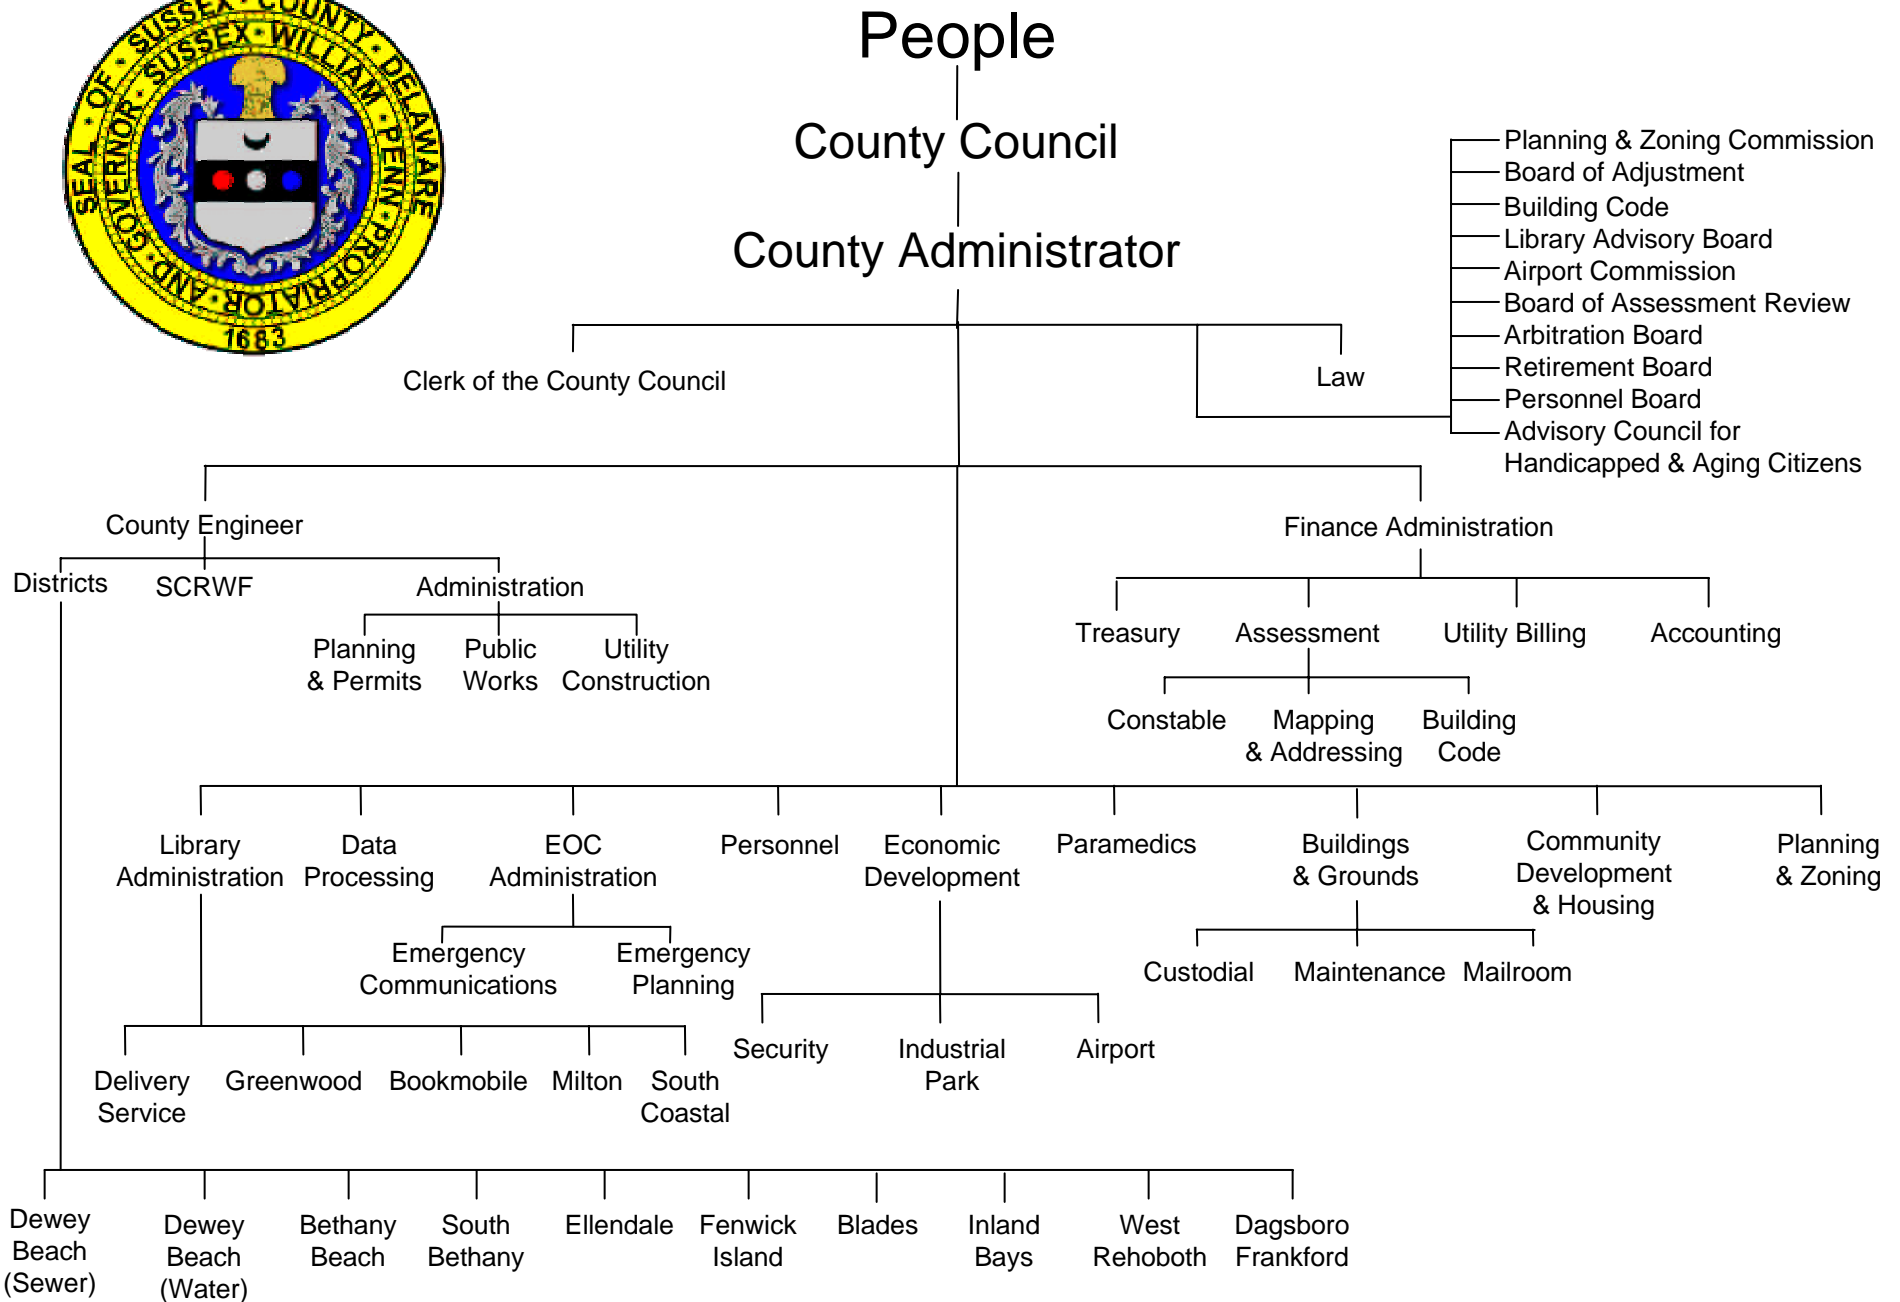 SEAL · OF · SUSSEX · COUNTY · DELAWARE
GOVERNOR · SUSSEX · WILLIAM · PENN · PROPRIATOR · AND ·
1683
People
County Council
County Administrator
Planning & Zoning Commission
Board of Adjustment
Building Code
Library Advisory Board
Airport Commission
Board of Assessment Review
Arbitration Board
Retirement Board
Personnel Board
Advisory Council for
Handicapped & Aging Citizens
Clerk of the County Council
Law
County Engineer
Finance Administration
Districts
SCRWF
Administration
Planning
& Permits
Public
Works
Utility
Construction
Treasury
Assessment
Utility Billing
Accounting
Constable
Mapping
& Addressing
Building
Code
Library
Administration
Data
Processing
EOC
Administration
Personnel
Economic
Development
Paramedics
Buildings
& Grounds
Community
Development
& Housing
Planning
& Zoning
Emergency
Communications
Emergency
Planning
Custodial
Maintenance
Mailroom
Security
Industrial
Park
Airport
Delivery
Service
Greenwood
Bookmobile
Milton
South
Coastal
Dewey
Beach
(Sewer)
Dewey
Beach
(Water)
Bethany
Beach
South
Bethany
Ellendale
Fenwick
Island
Blades
Inland
Bays
West
Rehoboth
Dagsboro
Frankford